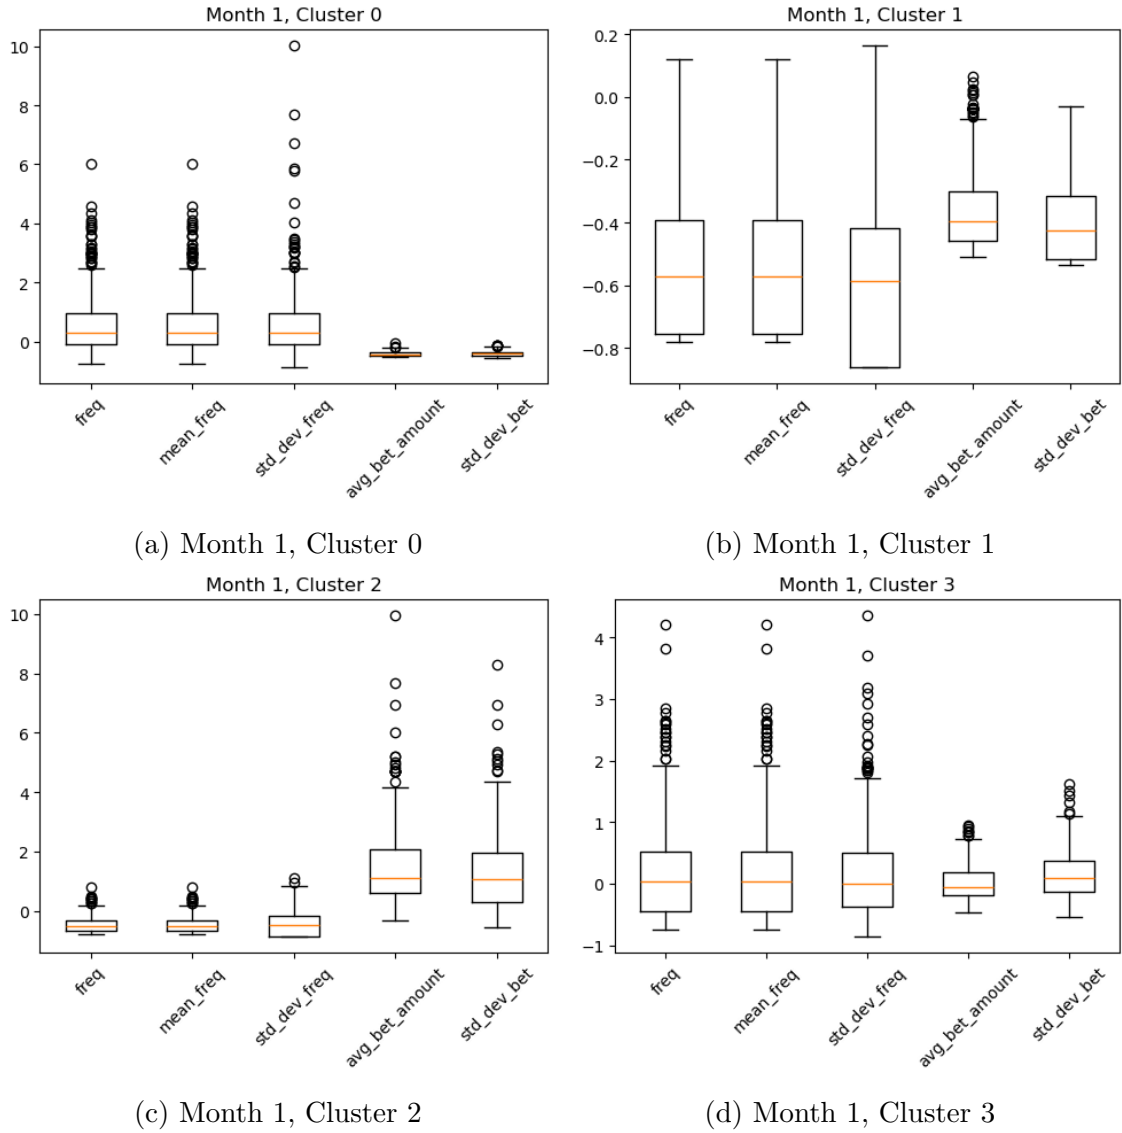 Month 1, Cluster 0
10
8
6
4
2
0
freq
mean_freq
std_dev_freq
avg_bet_amount
std_dev_bet
(a) Month 1, Cluster 0
Month 1, Cluster 1
0.2
0.0
−0.2
−0.4
−0.6
−0.8
freq
mean_freq
std_dev_freq
avg_bet_amount
std_dev_bet
(b) Month 1, Cluster 1
Month 1, Cluster 2
10
8
6
4
2
0
freq
mean_freq
std_dev_freq
avg_bet_amount
std_dev_bet
(c) Month 1, Cluster 2
Month 1, Cluster 3
4
3
2
1
0
−1
freq
mean_freq
std_dev_freq
avg_bet_amount
std_dev_bet
(d) Month 1, Cluster 3